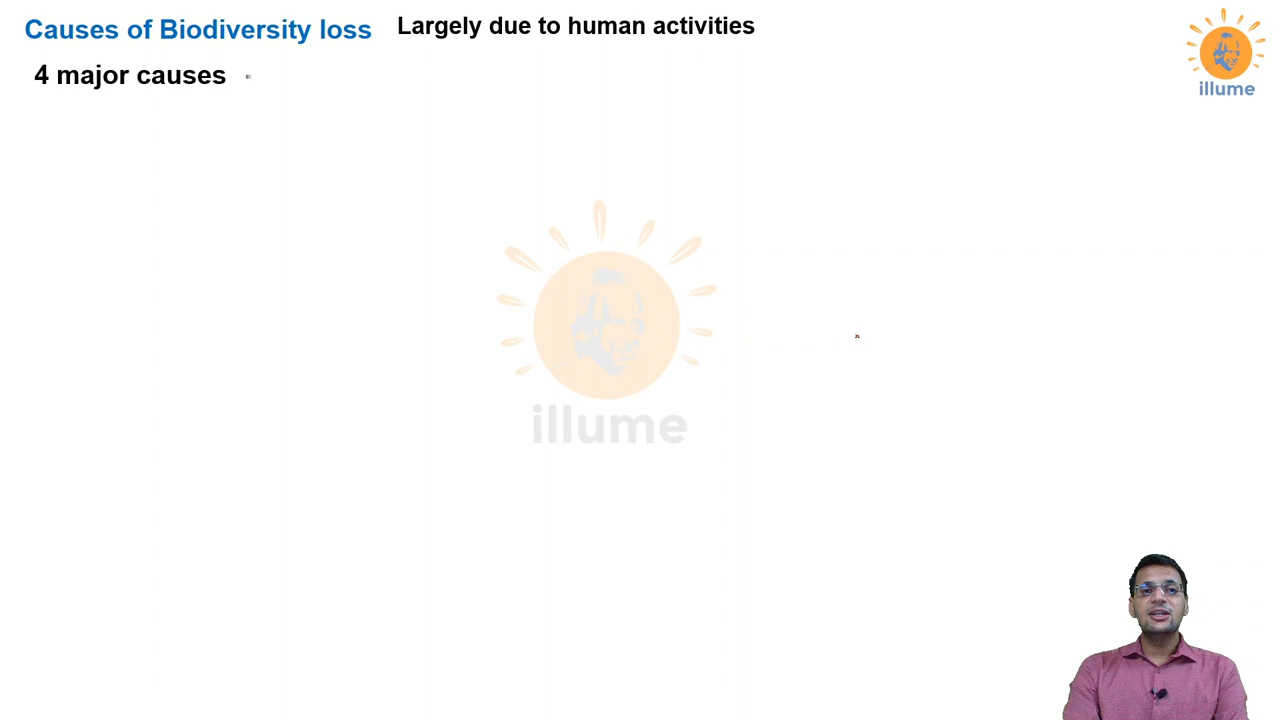 Causes of Biodiversity loss
Largely due to human activities
4 major causes
illume
illume